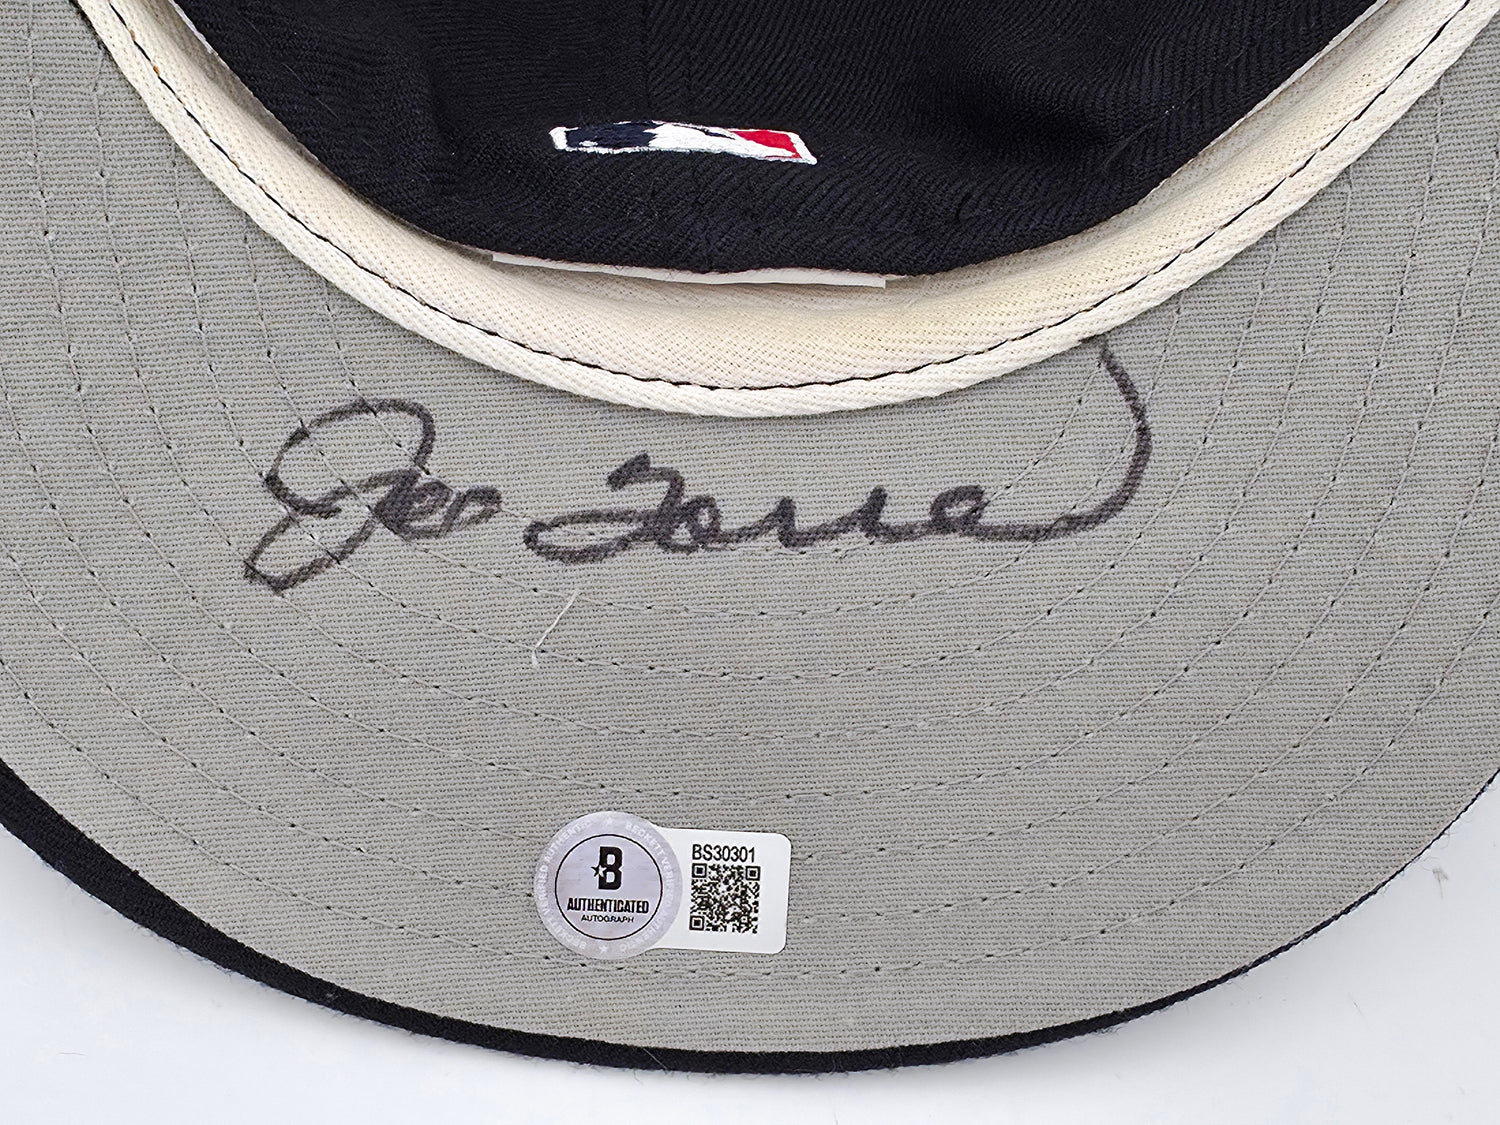 Joe Torre
BS30301
B
AUTHENTICATED
AUTOGRAPH